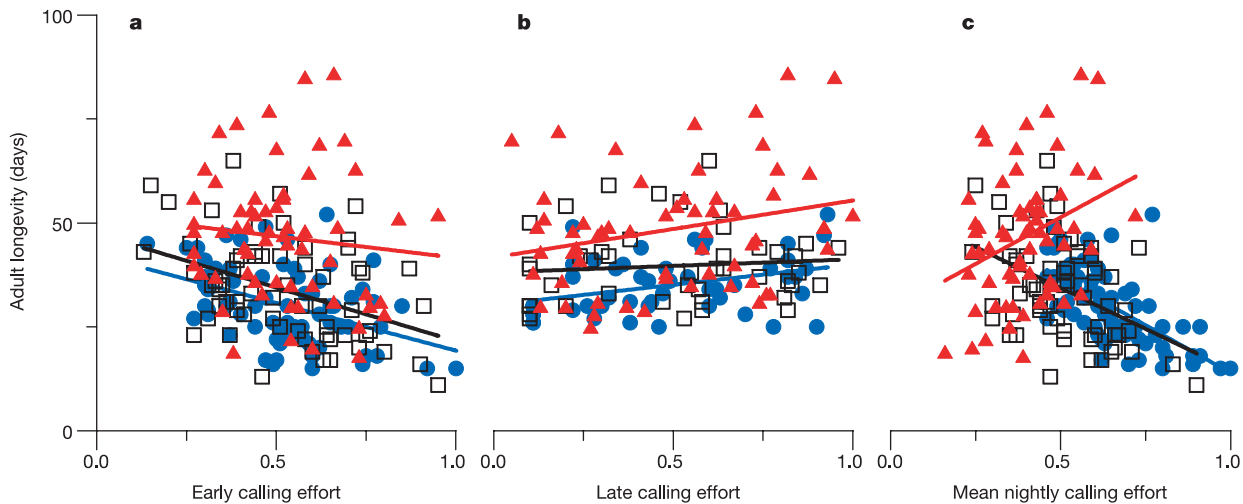 a
b
c
Adult longevity (days)
100
50
0
0.0
0.5
1.0
0.0
0.5
1.0
0.0
0.5
1.0
Early calling effort
Late calling effort
Mean nightly calling effort